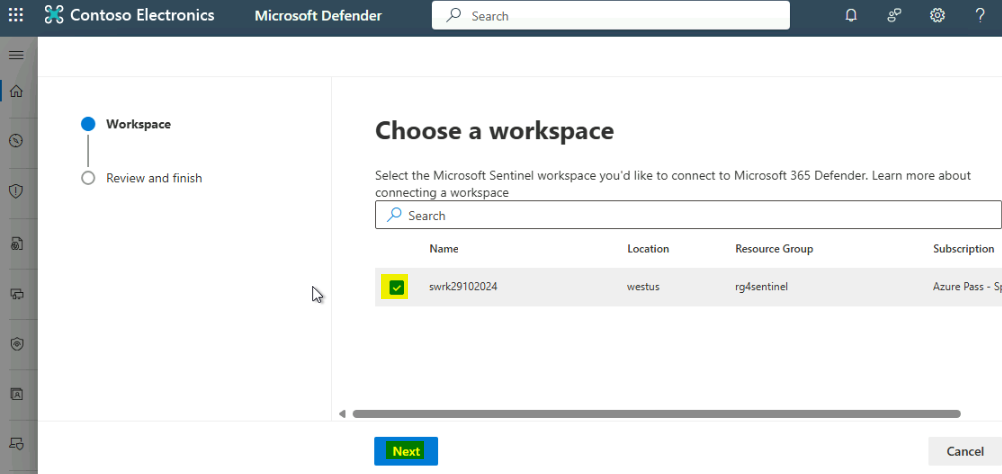 Contoso Electronics Microsoft Defender Search ?
Workspace
Review and finish
Choose a workspace
Select the Microsoft Sentinel workspace you'd like to connect to Microsoft 365 Defender. Learn more about
connecting a workspace
Search
Name Location Resource Group Subscription
swrk29102024 westus rg4sentinel Azure Pass - Sp
Next Cancel